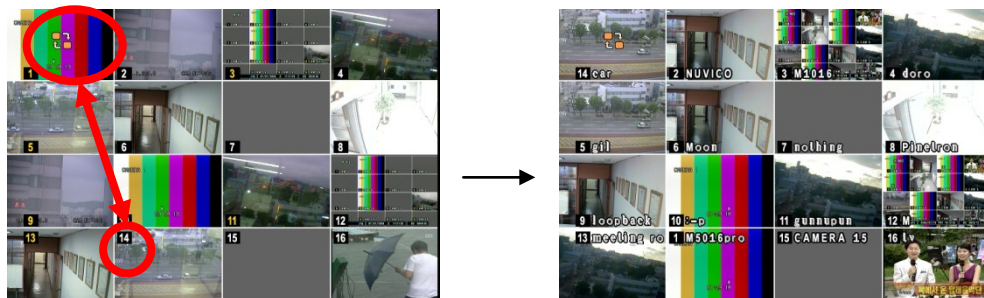 1
2
3
4
5
6
7
8
9
11
12
13
14
15
16
14 car
2 NUVICO
3 M1016
4 doro
5 gil
6 Moon
7 nothing
8 Pinetron
9 loopback
10 :-p
11 gunnupun
12 M
13 meeting ro
1 M5016pro
15 CAMERA 15
16 tv